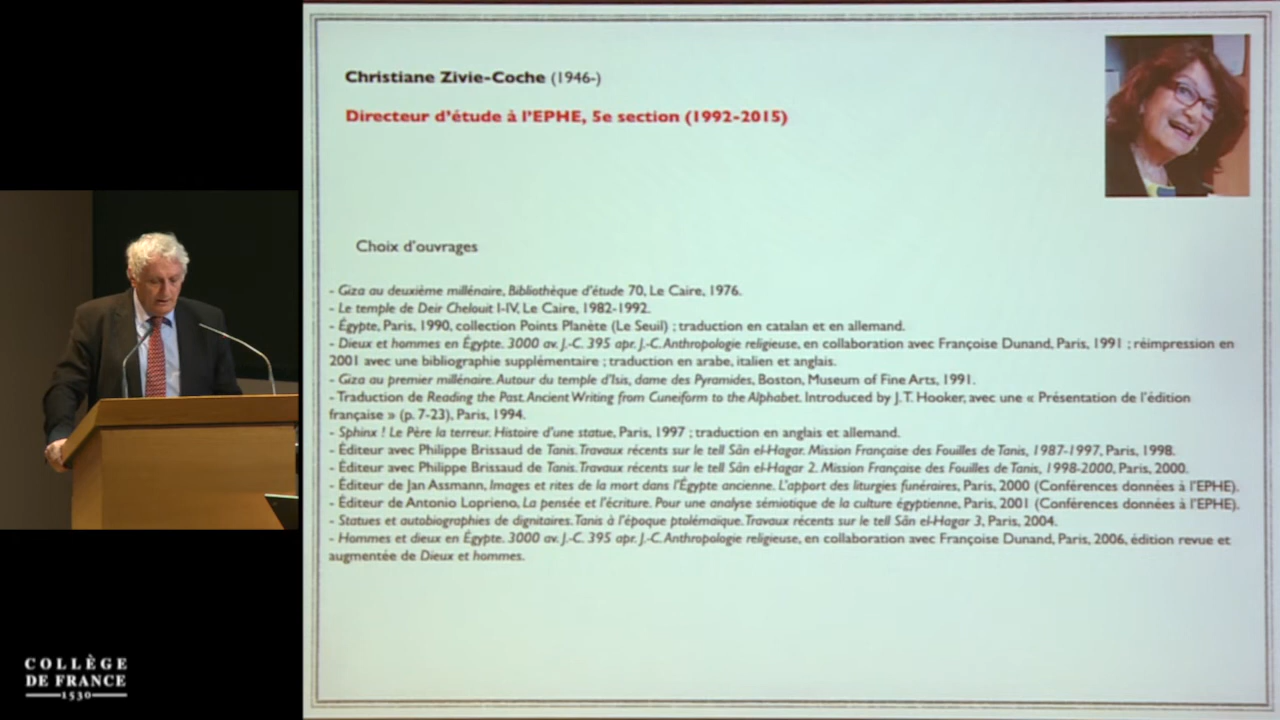 Christiane Zivie-Coche (1946-)
Directeur d'étude à l'EPHE, 5e section (1992-2015)
Choix d'ouvrages
- Giza au deuxième millénaire, Bibliothèque d'étude 70, Le Caire, 1976.
- Le temple de Deir Chelouit I-IV, Le Caire, 1982-1992.
- Égypte, Paris, 1990, collection Points Planète (Le Seuil) ; traduction en catalan et en allemand.
- Dieux et hommes en Égypte. 3000 av. J.-C. 395 apr. J.-C. Anthropologie religieuse, en collaboration avec Françoise Dunand, Paris, 1991 ; réimpression en
2001 avec une bibliographie supplémentaire ; traduction en arabe, italien et anglais.
- Giza au premier millénaire. Autour du temple d'Isis, dame des Pyramides, Boston, Museum of Fine Arts, 1991.
- Traduction de Reading the Past. Ancient Writing from Cuneiform to the Alphabet. Introduced by J. T. Hooker, avec une « Présentation de l'édition
française » (p. 7-23), Paris, 1994.
- Sphinx ! Le Père la terreur. Histoire d'une statue, Paris, 1997 ; traduction en anglais et allemand.
- Éditeur avec Philippe Brissaud de Tanis. Travaux récents sur le tell Sân el-Hagar. Mission Française des Fouilles de Tanis, 1987-1997, Paris, 1998.
- Éditeur avec Philippe Brissaud de Tanis. Travaux récents sur le tell Sân el-Hagar 2. Mission Française des Fouilles de Tanis, 1998-2000, Paris, 2000.
- Éditeur de Jan Assmann, Images et rites de la mort dans l'Égypte ancienne. L'apport des liturgies funéraires, Paris, 2000 (Conférences données à l'EPHE).
- Éditeur de Antonio Loprieno, La pensée et l'écriture. Pour une analyse sémiotique de la culture égyptienne, Paris, 2001 (Conférences données à l'EPHE).
- Statues et autobiographies de dignitaires. Tanis à l'époque ptolémaïque. Travaux récents sur le tell Sân el-Hagar 3, Paris, 2004.
- Hommes et dieux en Égypte. 3000 av. J.-C. 395 apr. J.-C. Anthropologie religieuse, en collaboration avec Françoise Dunand, Paris, 2006, édition revue et
augmentée de Dieux et hommes.
COLLÈGE
DE FRANCE
1530